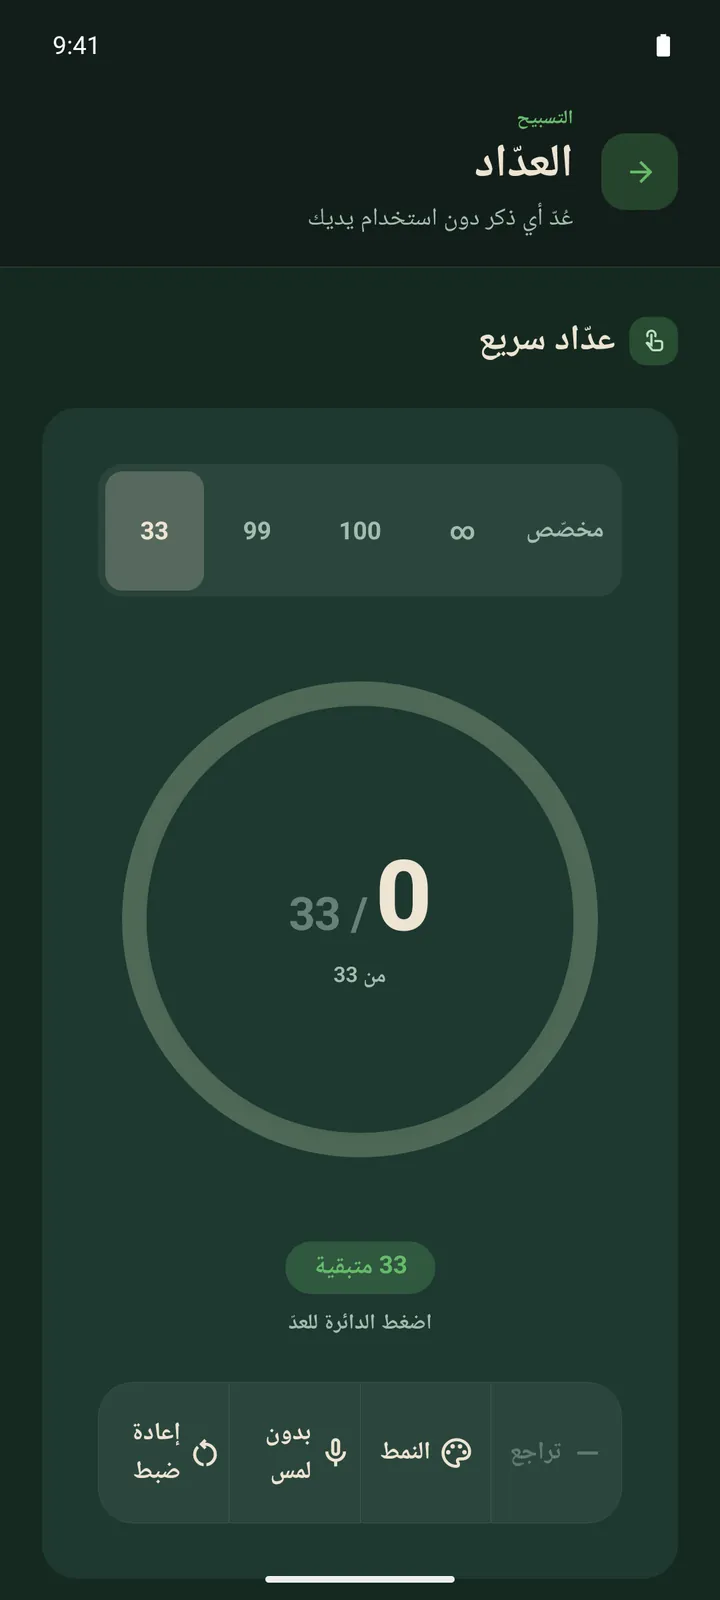 9:41
التسبيح
العدّاد
عُدّ أي ذكر دون استخدام يديك
عدّاد سريع
مخصّص
∞
100
99
33
0 / 33
من 33
33 متبقية
اضغط الدائرة للعدّ
تراجع
النمط
بدون
لمس
إعادة
ضبط